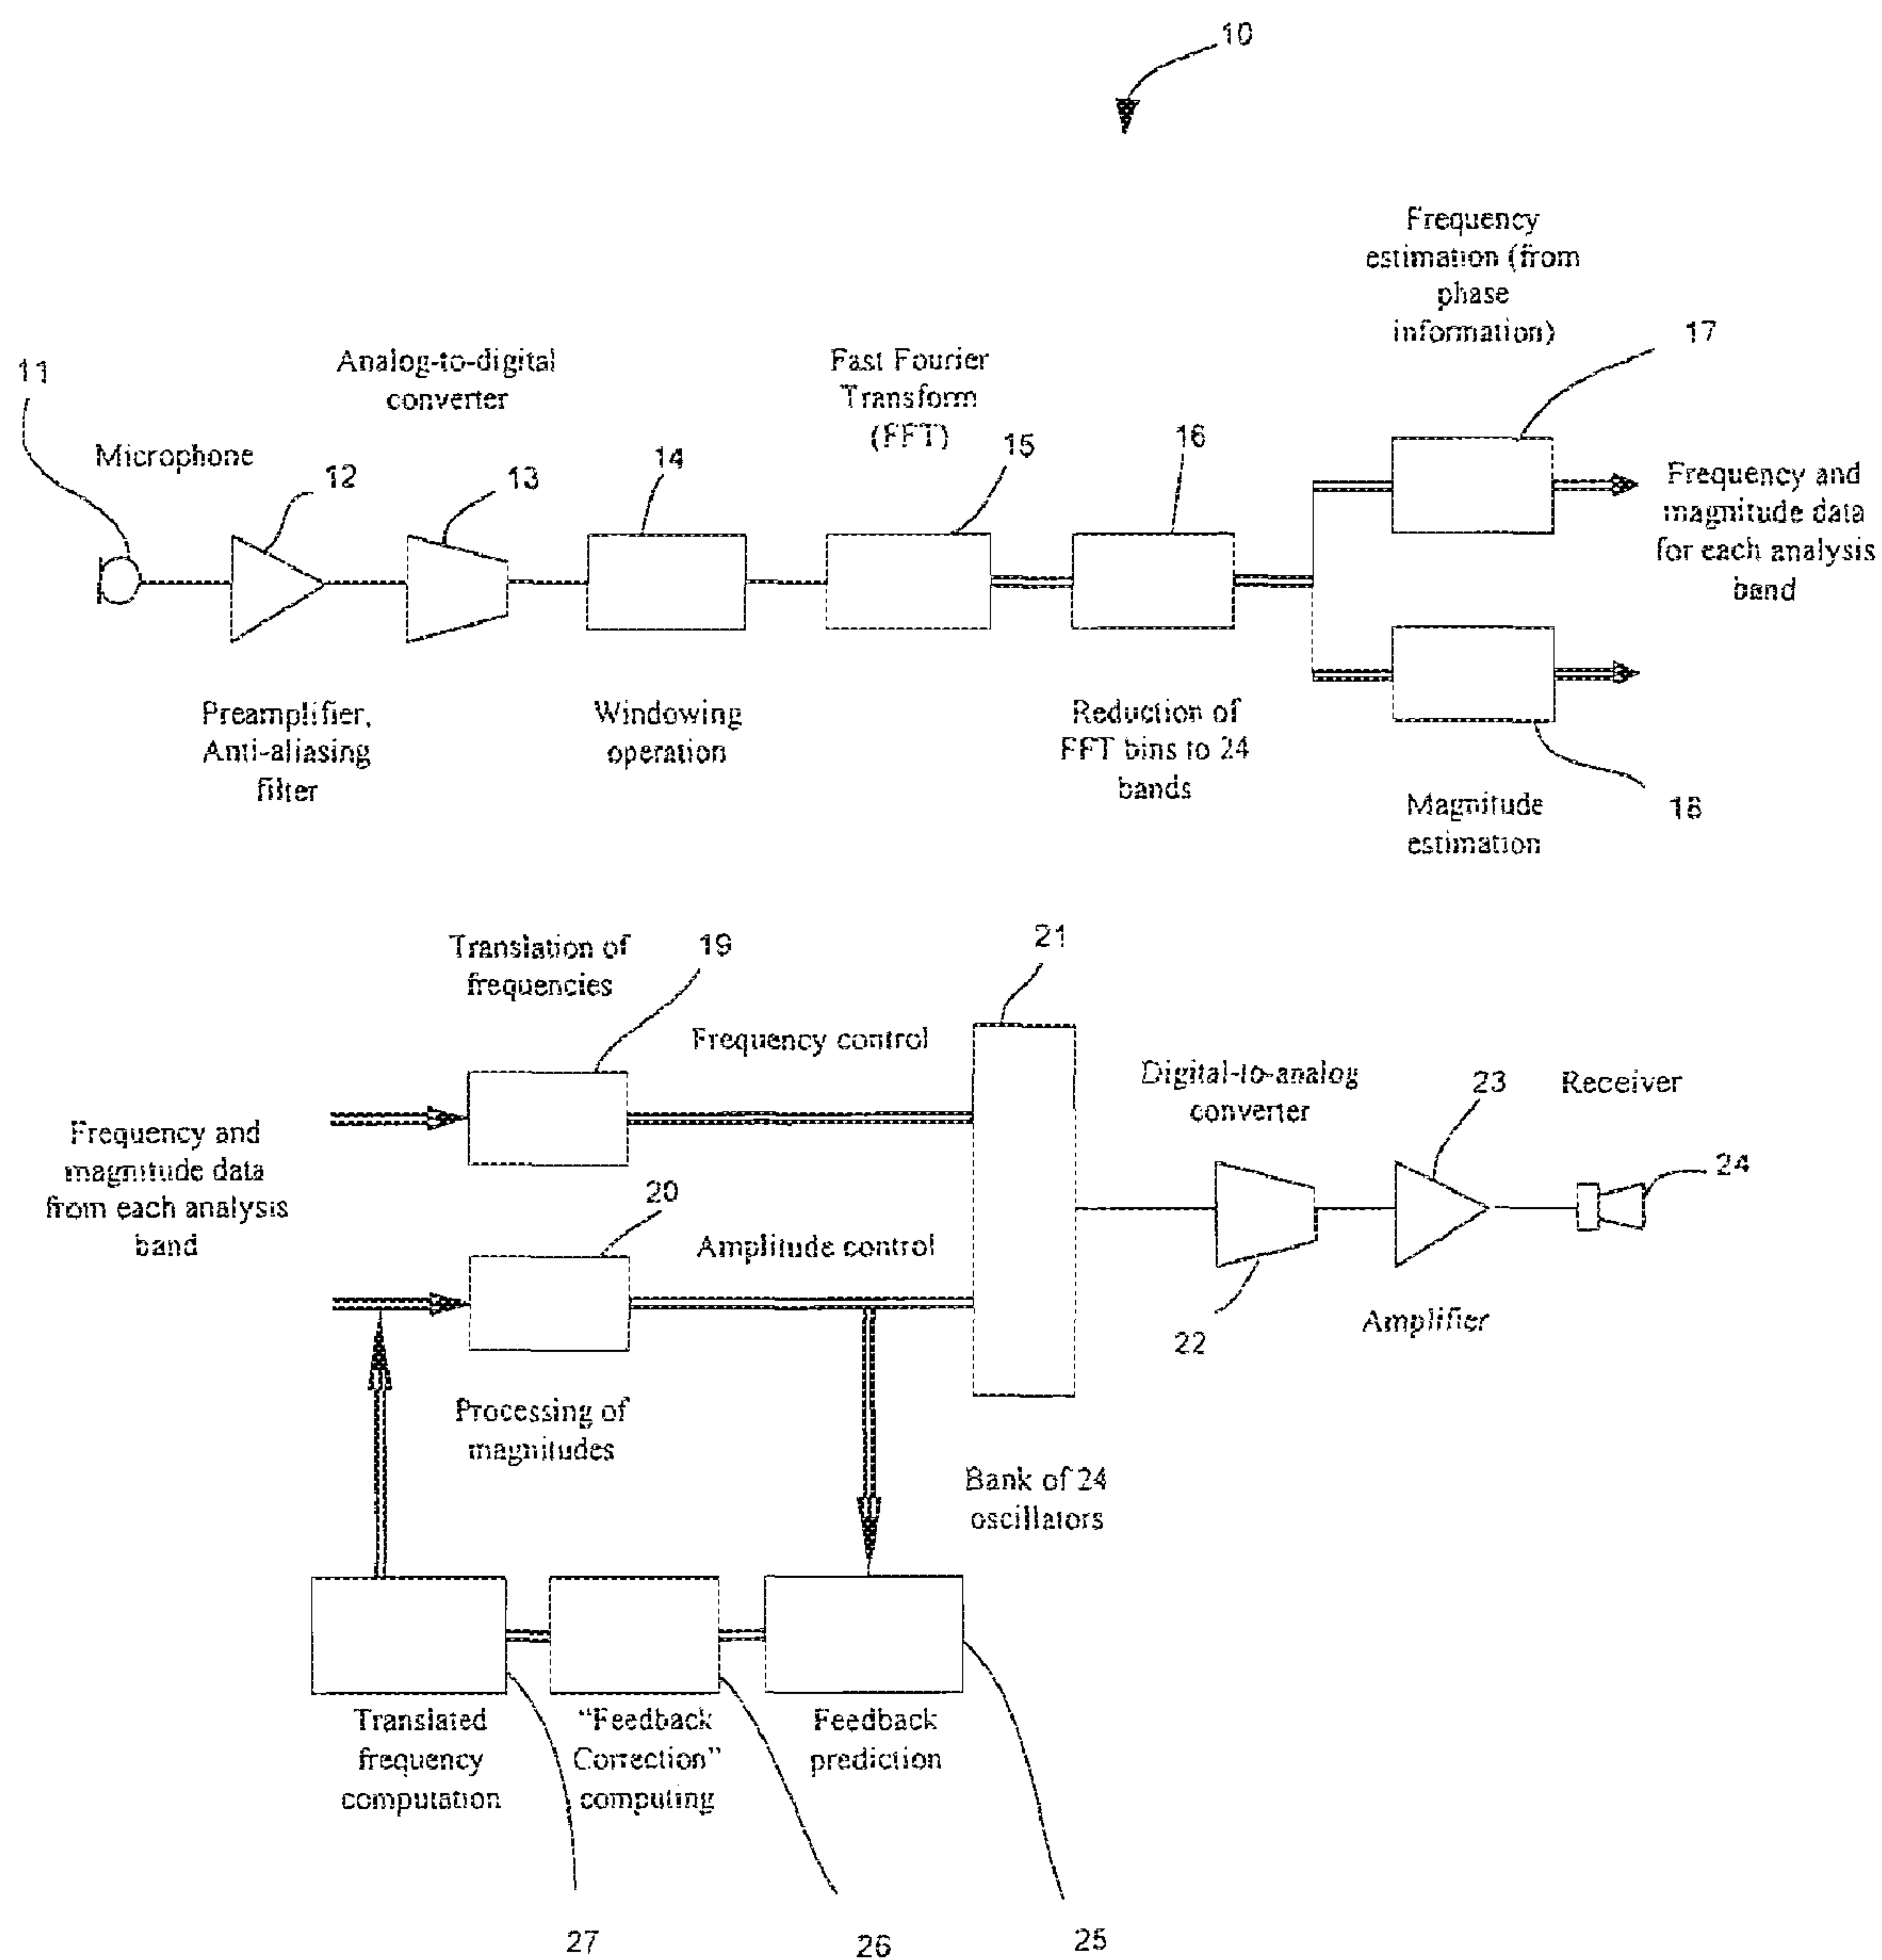 10
Frequency
estimation (from
phase
information)
17
11
Analog-to-digital
converter
Fast Fourier
Transform
(FFT)
Microphone
12
13
14
15
16
Frequency and
magnitude data
for each analysis
band
Preamplifier,
Anti-aliasing
filter
Windowing
operation
Reduction of
FFT bins to 24
bands
Magnitude
estimation
18
Translation of
frequencies
19
21
Frequency control
Digital-to-analog
converter
23
Receiver
24
Frequency and
magnitude data
from each analysis
band
20
Amplitude control
22
Amplifier
Processing of
magnitudes
Bank of 24
oscillators
Translated
frequency
computation
"Feedback
Correction"
computing
Feedback
prediction
27
26
25